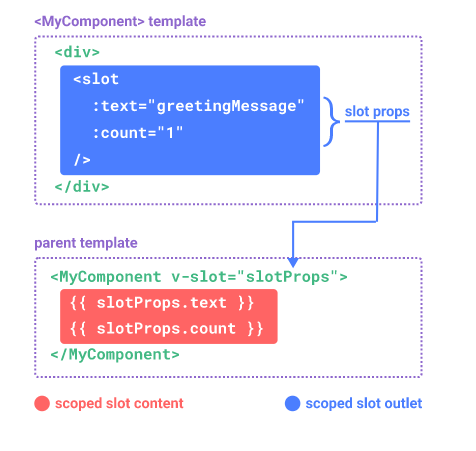 <MyComponent> template
<div>
<slot
:text="greetingMessage"
:count="1"
/>
</div>
slot props
parent template
<MyComponent v-slot="slotProps">
{{ slotProps.text }}
{{ slotProps.count }}
</MyComponent>
scoped slot content
scoped slot outlet